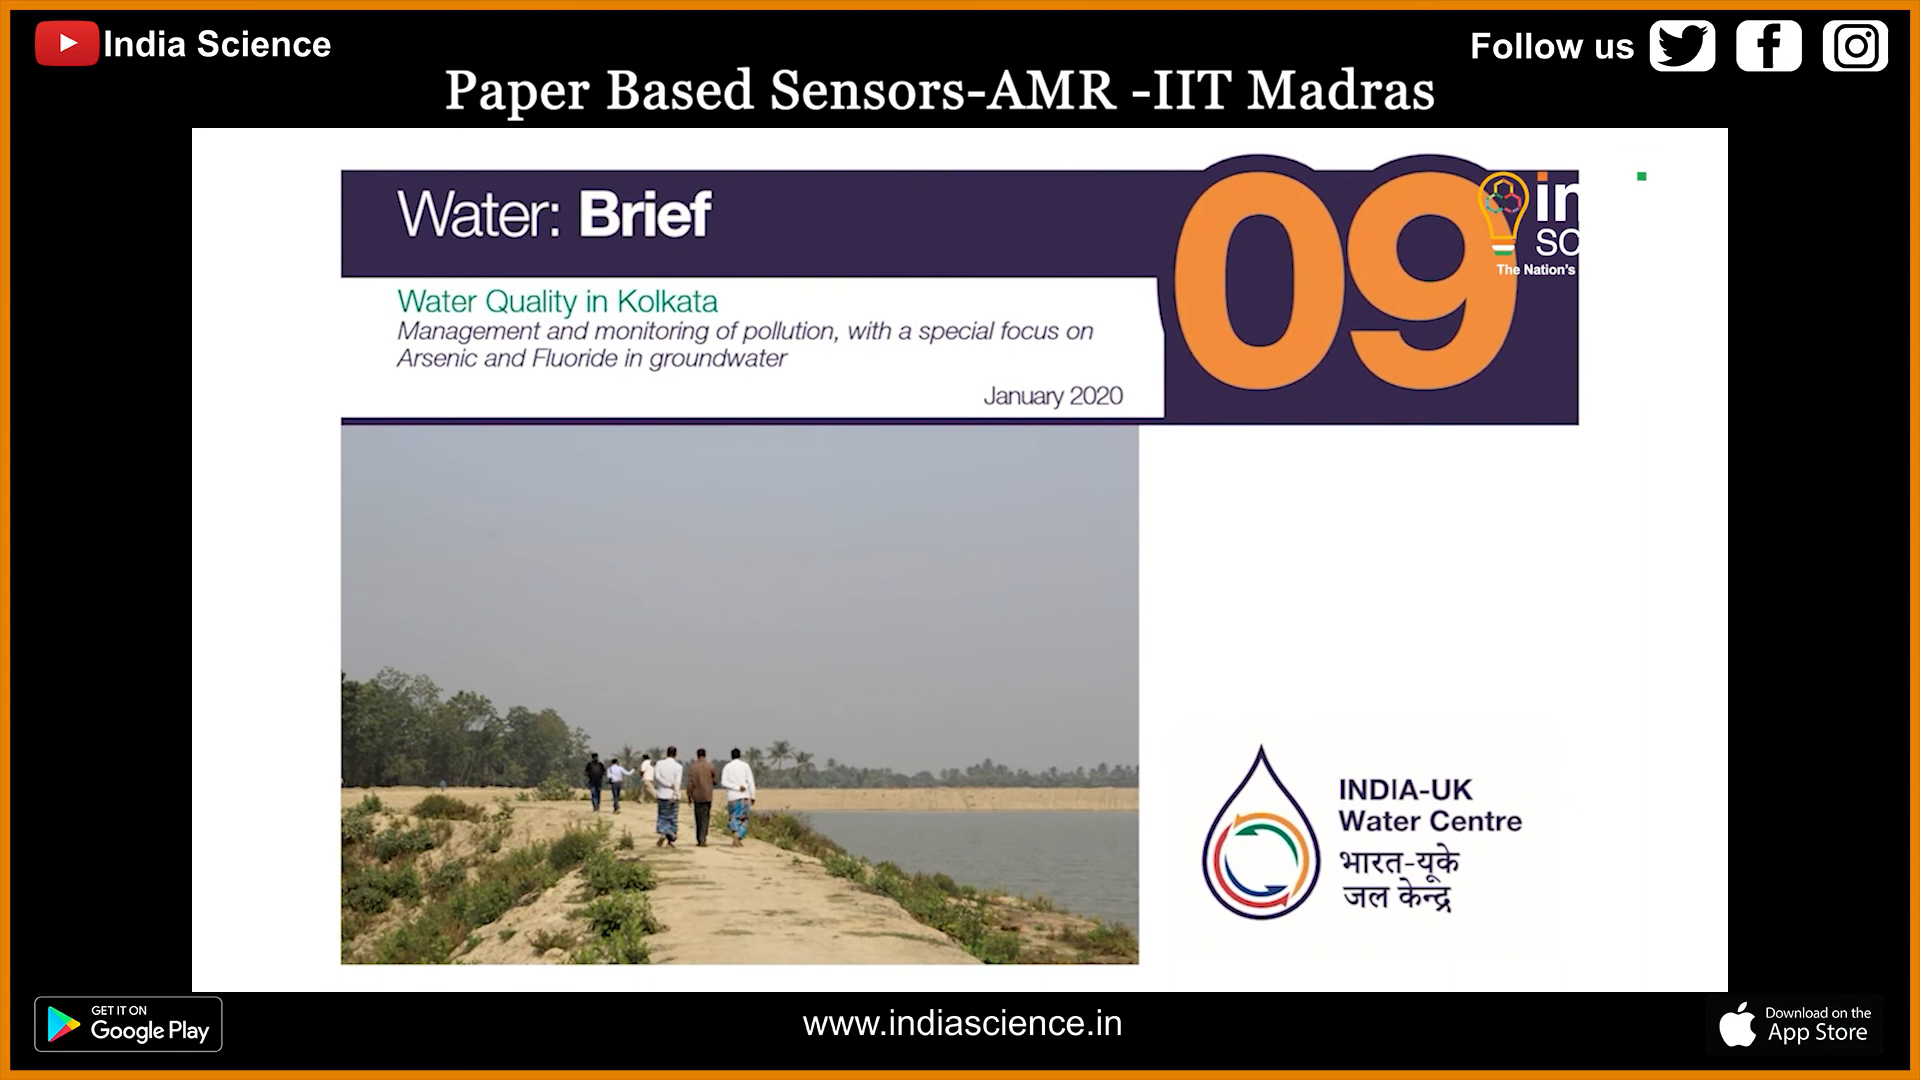 India Science
Follow us
Paper Based Sensors-AMR -IIT Madras
Water: Brief
09
in
sc
The Nation's
Water Quality in Kolkata
Management and monitoring of pollution, with a special focus on
Arsenic and Fluoride in groundwater
January 2020
INDIA-UK
Water Centre
भारत-यूके
जल केन्द्र
GET IT ON
Google Play
www.indiascience.in
Download on the
App Store